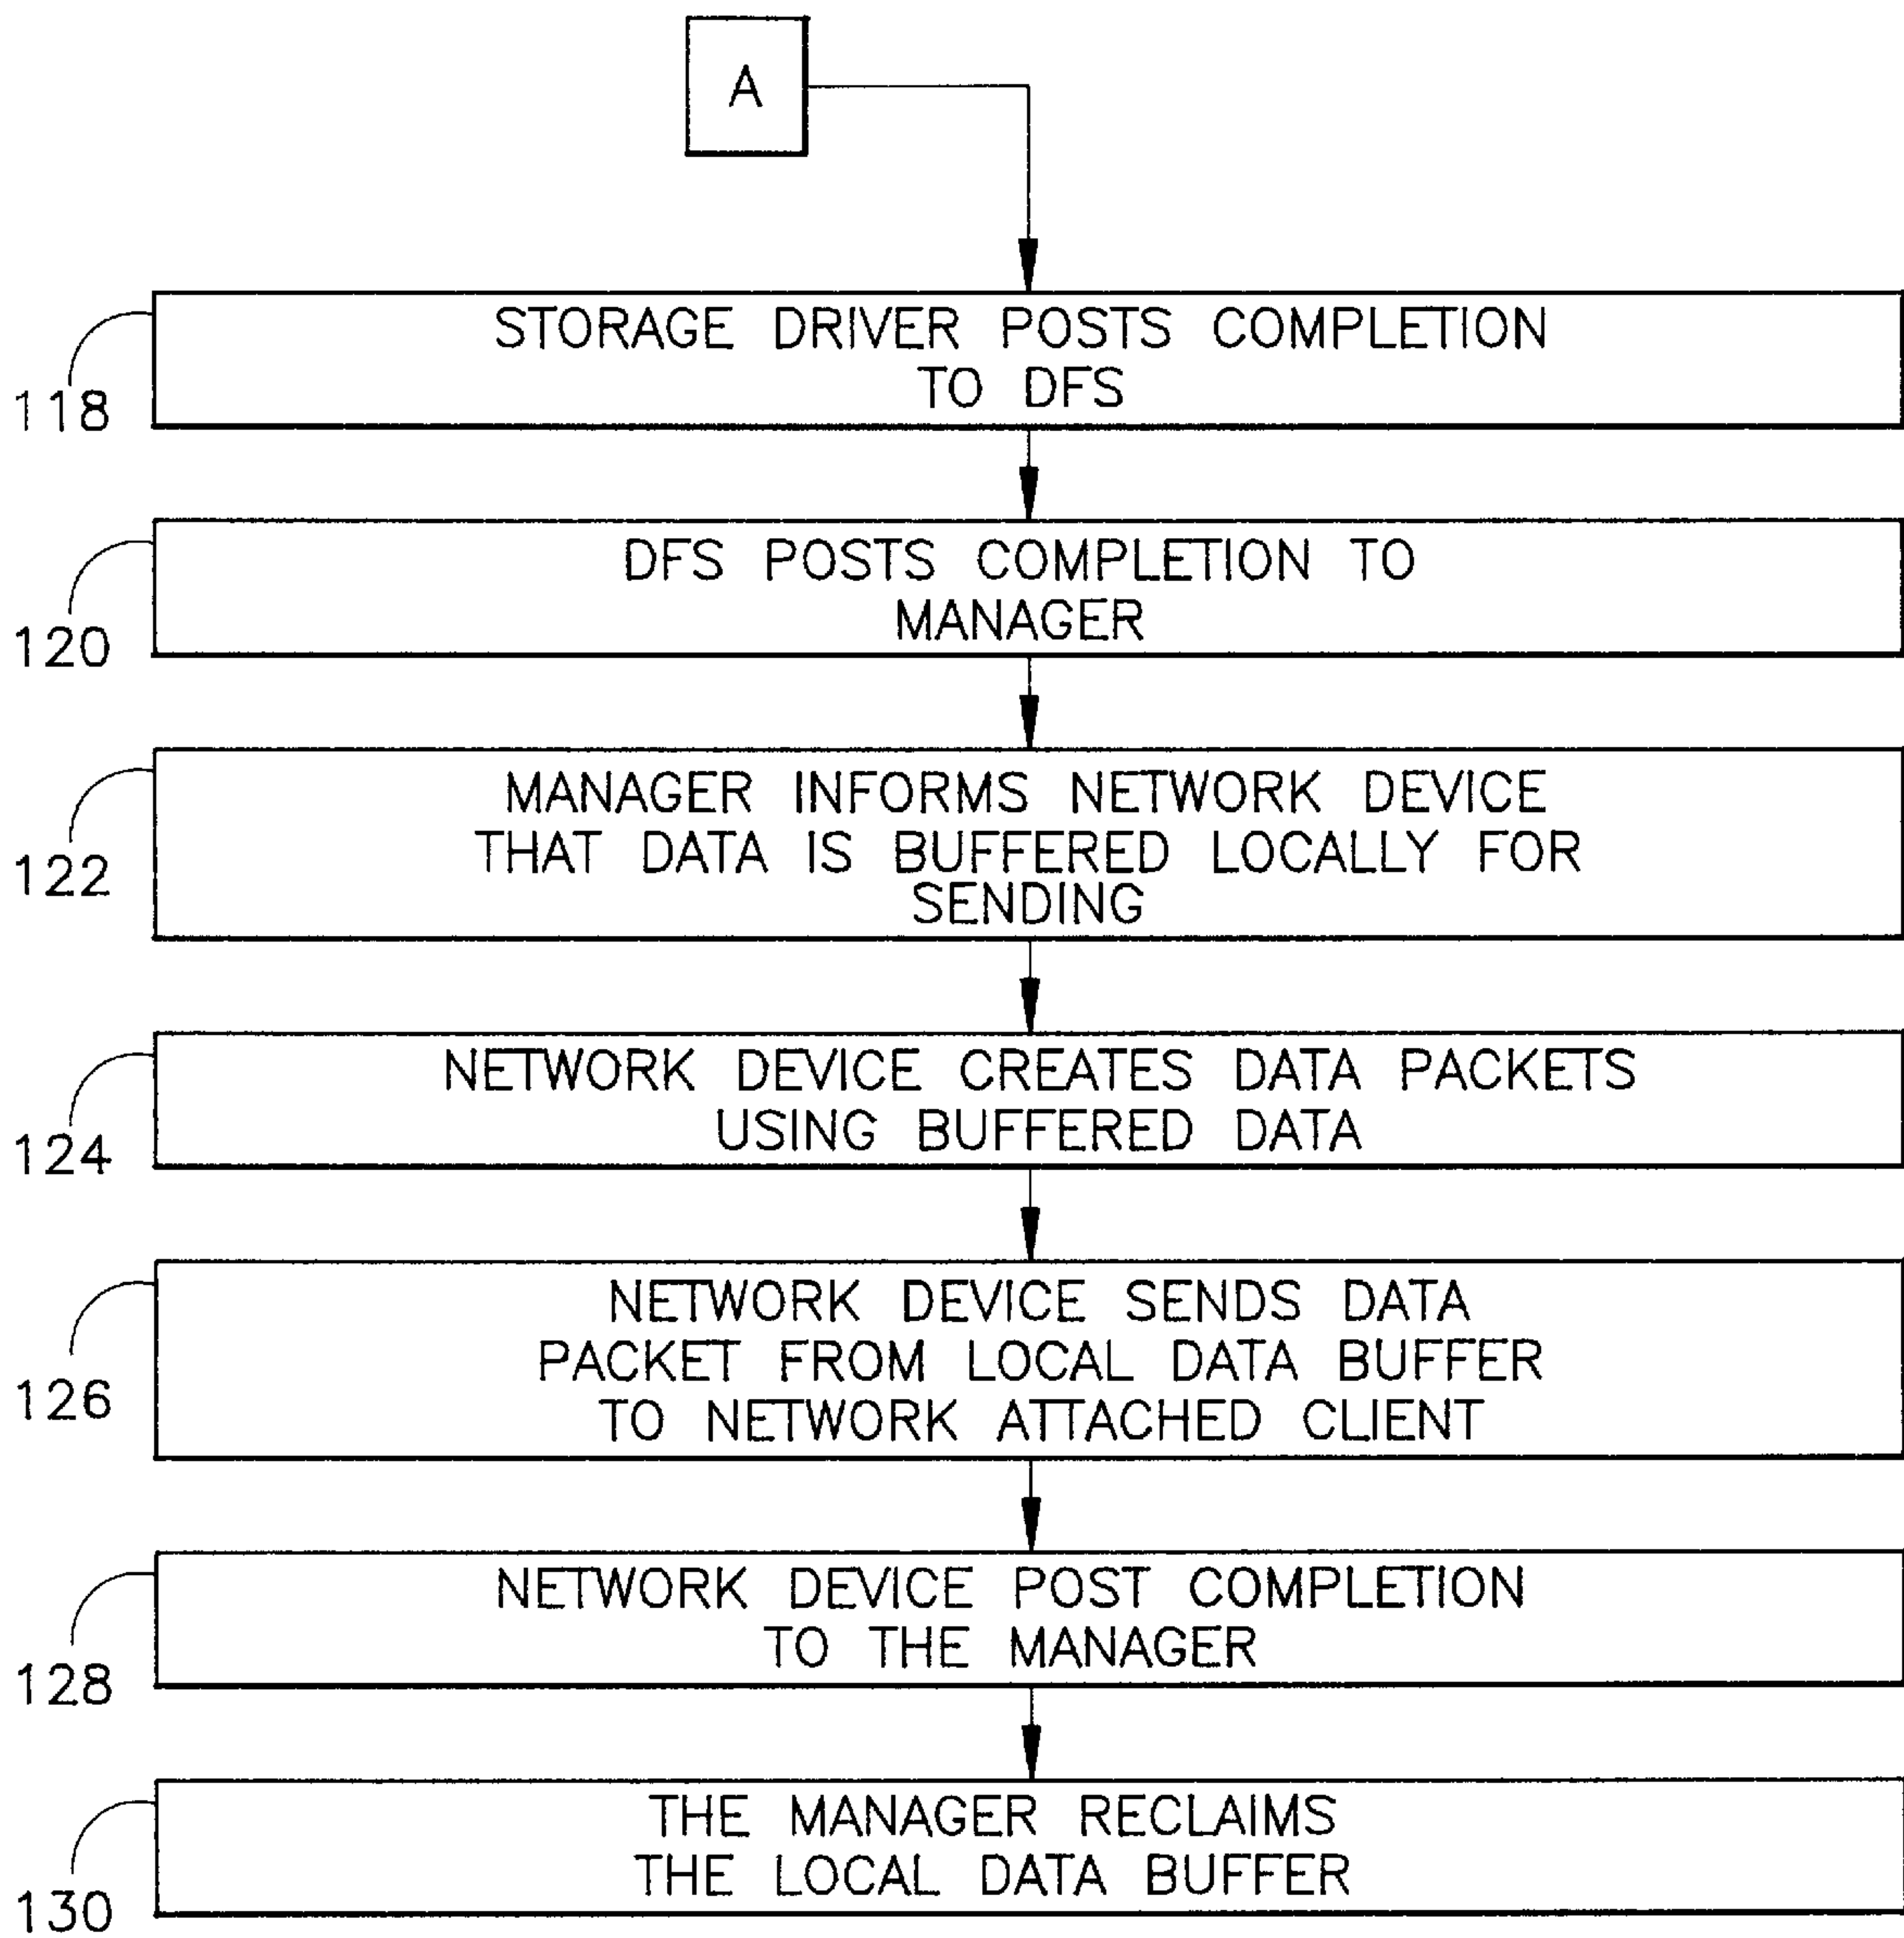 A
STORAGE DRIVER POSTS COMPLETION
TO DFS
118
DFS POSTS COMPLETION TO
MANAGER
120
MANAGER INFORMS NETWORK DEVICE
THAT DATA IS BUFFERED LOCALLY FOR
SENDING
122
NETWORK DEVICE CREATES DATA PACKETS
USING BUFFERED DATA
124
NETWORK DEVICE SENDS DATA
PACKET FROM LOCAL DATA BUFFER
TO NETWORK ATTACHED CLIENT
126
NETWORK DEVICE POST COMPLETION
TO THE MANAGER
128
THE MANAGER RECLAIMS
THE LOCAL DATA BUFFER
130